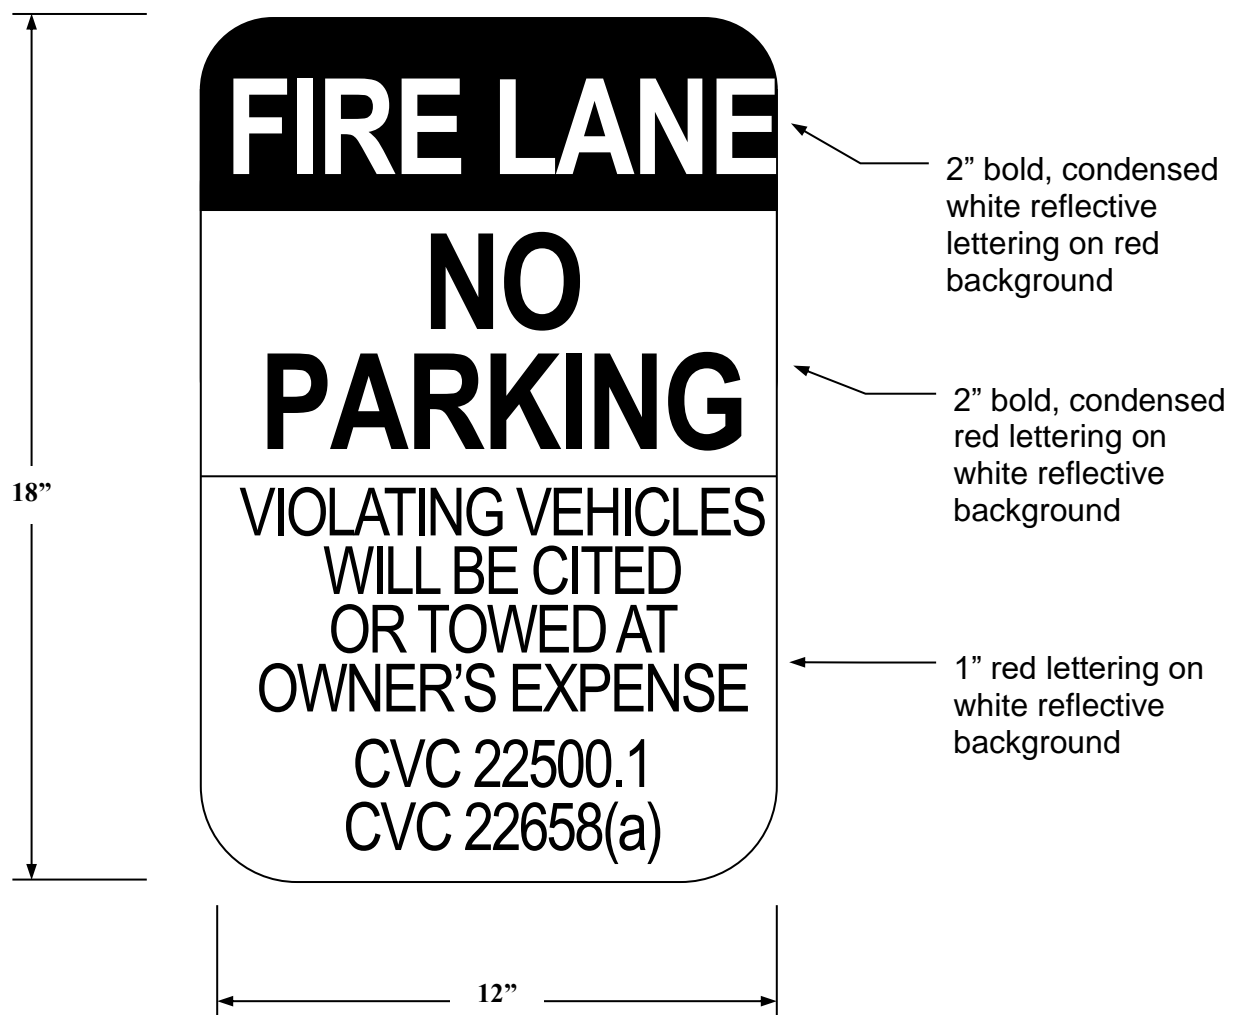 FIRE LANE
NO
PARKING
VIOLATING VEHICLES
WILL BE CITED
OR TOWED AT
OWNER'S EXPENSE
CVC 22500.1
CVC 22658(a)
2” bold, condensed
white reflective
lettering on red
background
2” bold, condensed
red lettering on
white reflective
background
1” red lettering on
white reflective
background
18”
12”